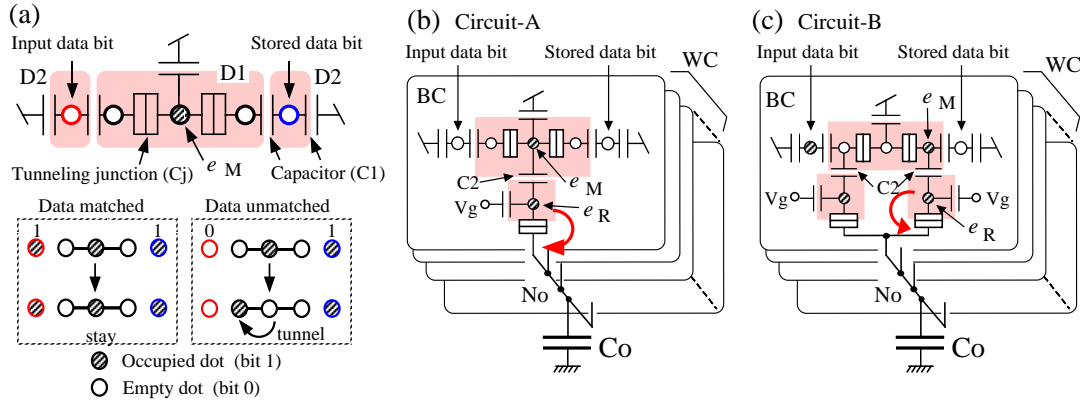 (a)
Input data bit
Stored data bit
D2
D1
D2
Tunneling junction (Cj)
e M
Capacitor (C1)
Data matched
Data unmatched
1
1
0
1
stay
tunnel
Occupied dot (bit 1)
Empty dot (bit 0)
(b) Circuit-A
Input data bit
Stored data bit
WC
BC
C2
e M
Vg
e R
No
Co
(c) Circuit-B
Input data bit
Stored data bit
WC
BC
e M
C2
Vg
Vg
e R
No
Co